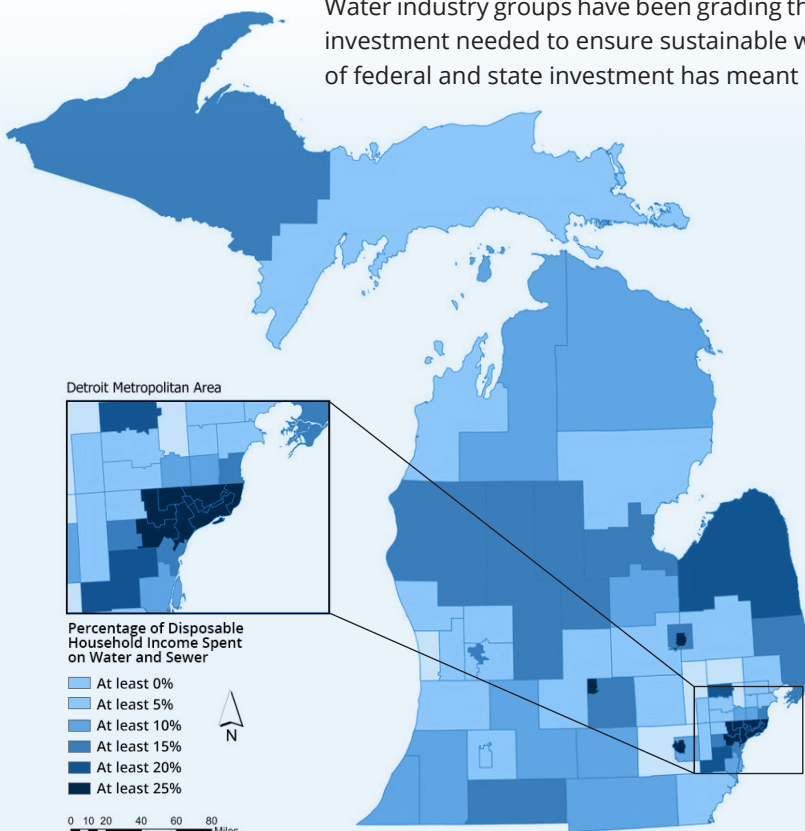 Water industry groups have been grading th
investment needed to ensure sustainable w
of federal and state investment has meant
Detroit Metropolitan Area
Percentage of Disposable
Household Income Spent
on Water and Sewer
At least 0%
At least 5%
At least 10%
At least 15%
At least 20%
At least 25%
N
0 10 20 40 60 80
Miles